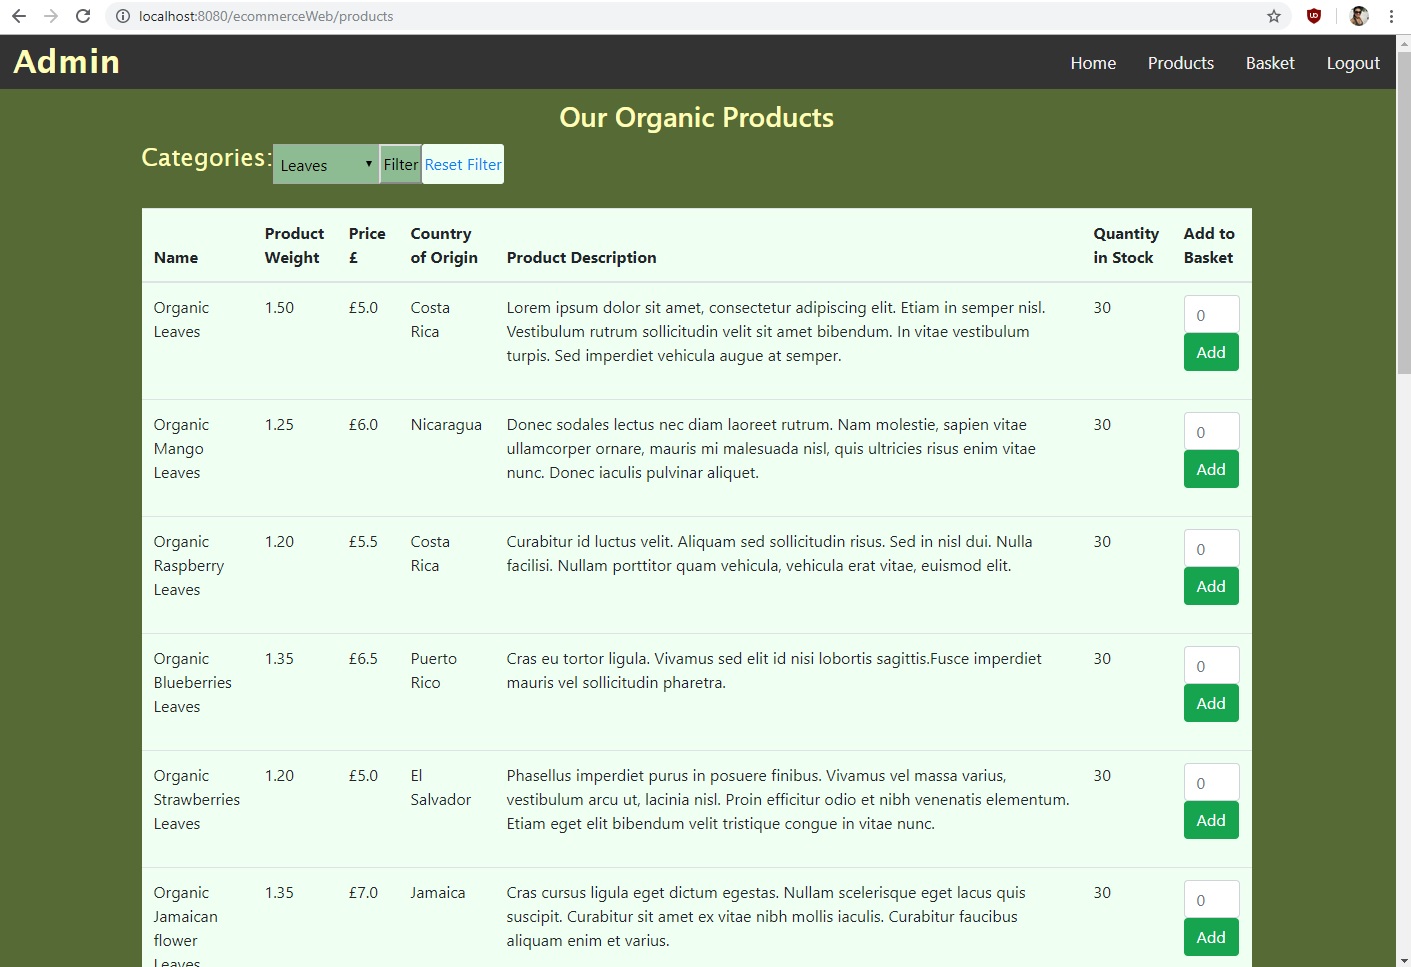 localhost:8080/ecommerceWeb/products
Admin
Home Products Basket Logout
Our Organic Products
Categories: Leaves Filter Reset Filter
Name Product Weight Price £ Country of Origin Product Description Quantity in Stock Add to Basket
Organic Leaves 1.50 £5.0 Costa Rica Lorem ipsum dolor sit amet, consectetur adipiscing elit. Etiam in semper nisl.
Vestibulum rutrum sollicitudin velit sit amet bibendum. In vitae vestibulum
turpis. Sed imperdiet vehicula augue at semper.
30 0
Add
Organic Mango Leaves 1.25 £6.0 Nicaragua Donec sodales lectus nec diam laoreet rutrum. Nam molestie, sapien vitae
ullamcorper ornare, mauris mi malesuada nisl, quis ultricies risus enim vitae
nunc. Donec iaculis pulvinar aliquet.
30 0
Add
Organic Raspberry Leaves 1.20 £5.5 Costa Rica Curabitur id luctus velit. Aliquam sed sollicitudin risus. Sed in nisl dui. Nulla
facilisi. Nullam porttitor quam vehicula, vehicula erat vitae, euismod elit.
30 0
Add
Organic Blueberries Leaves 1.35 £6.5 Puerto Rico Cras eu tortor ligula. Vivamus sed elit id nisi lobortis sagittis.Fusce imperdiet
mauris vel sollicitudin pharetra.
30 0
Add
Organic Strawberries Leaves 1.20 £5.0 El Salvador Phasellus imperdiet purus in posuere finibus. Vivamus vel massa varius,
vestibulum arcu ut, lacinia nisl. Proin efficitur odio et nibh venenatis elementum.
Etiam eget elit bibendum velit tristique congue in vitae nunc.
30 0
Add
Organic Jamaican flower Leaves 1.35 £7.0 Jamaica Cras cursus ligula eget dictum egestas. Nullam scelerisque eget lacus quis
suscipit. Curabitur sit amet ex vitae nibh mollis iaculis. Curabitur faucibus
aliquam enim et varius.
30 0
Add